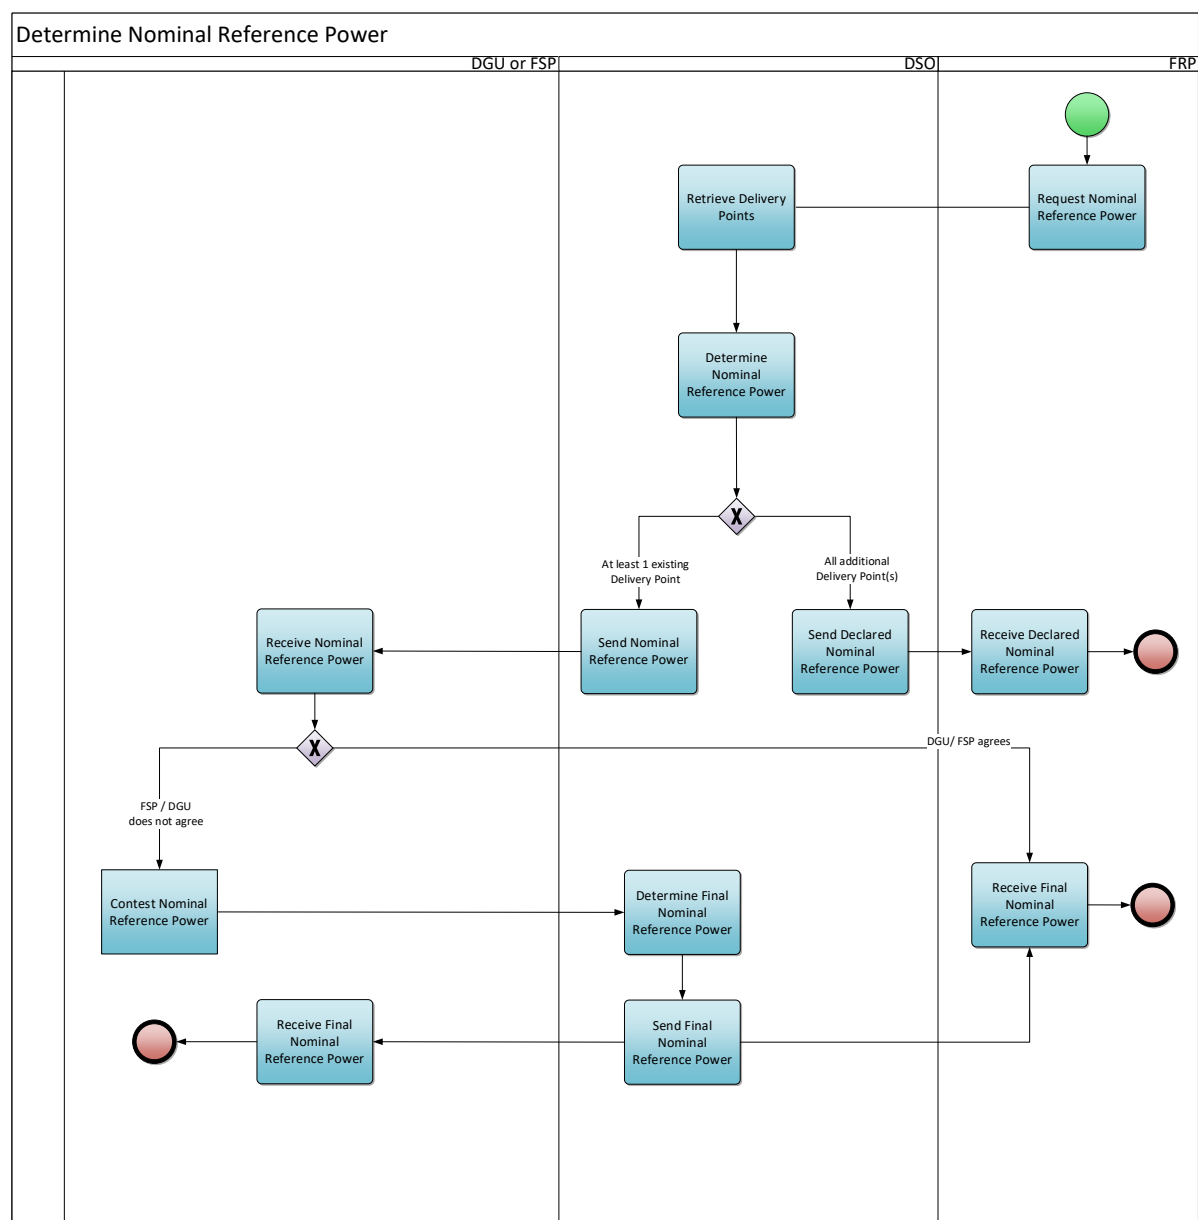 Determine Nominal Reference Power
DGU or FSP
DSO
FRP
Retrieve Delivery
Points
Request Nominal
Reference Power
Determine
Nominal
Reference Power
X
At least 1 existing
Delivery Point
All additional
Delivery Point(s)
Receive Nominal
Reference Power
Send Nominal
Reference Power
Send Declared
Nominal
Reference Power
Receive Declared
Nominal
Reference Power
X
DGU/ FSP agrees
FSP / DGU
does not agree
Contest Nominal
Reference Power
Determine Final
Nominal
Reference Power
Receive Final
Nominal
Reference Power
Receive Final
Nominal
Reference Power
Send Final
Nominal
Reference Power